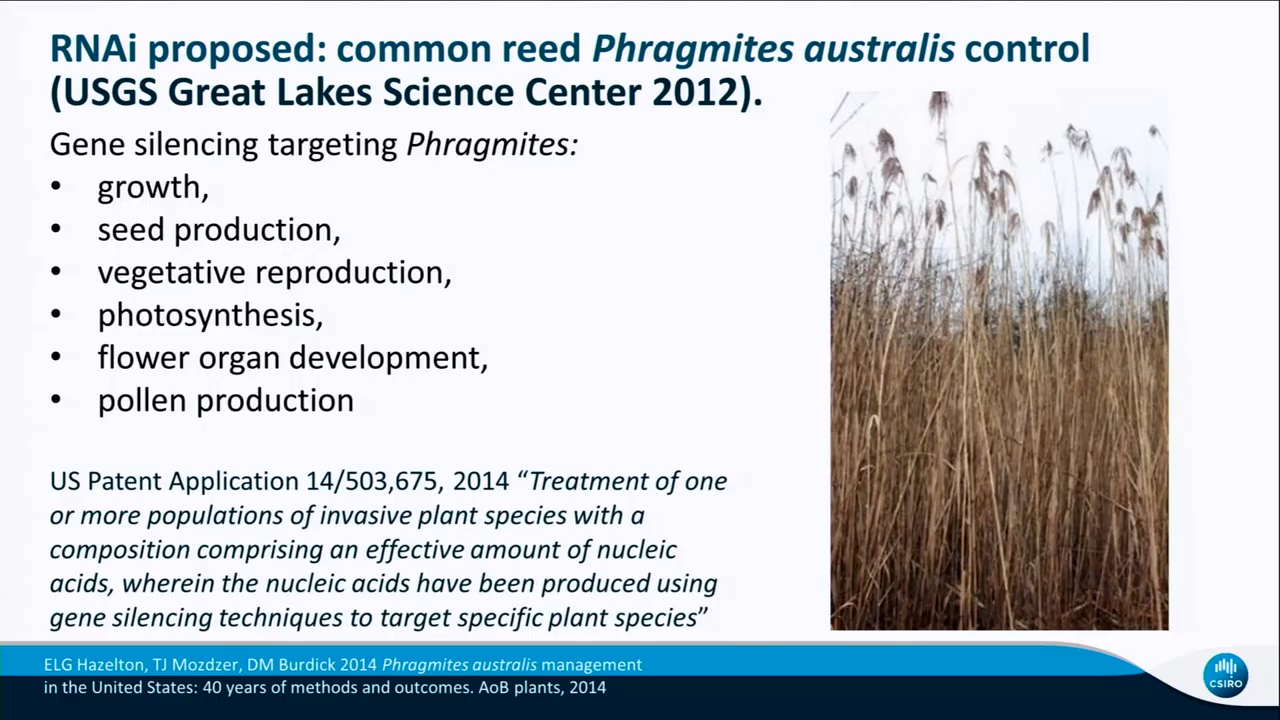 RNAi proposed: common reed Phragmites australis control
(USGS Great Lakes Science Center 2012).
Gene silencing targeting Phragmites:
• growth,
• seed production,
• vegetative reproduction,
• photosynthesis,
• flower organ development,
• pollen production
US Patent Application 14/503,675, 2014 “Treatment of one
or more populations of invasive plant species with a
composition comprising an effective amount of nucleic
acids, wherein the nucleic acids have been produced using
gene silencing techniques to target specific plant species”
ELG Hazelton, TJ Mozdzer, DM Burdick 2014 Phragmites australis management
in the United States: 40 years of methods and outcomes. AoB plants, 2014
CSIRO